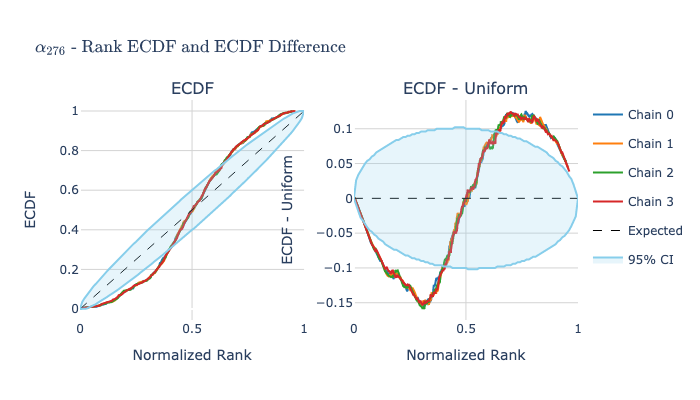 α276 - Rank ECDF and ECDF Difference
ECDF
ECDF
1
0.8
0.6
0.4
0.2
0
0
0.5
1
Normalized Rank
ECDF - Uniform
ECDF - Uniform
0.1
0.05
0
−0.05
−0.1
−0.15
0
0.5
1
Normalized Rank
Chain 0
Chain 1
Chain 2
Chain 3
Expected
95% CI